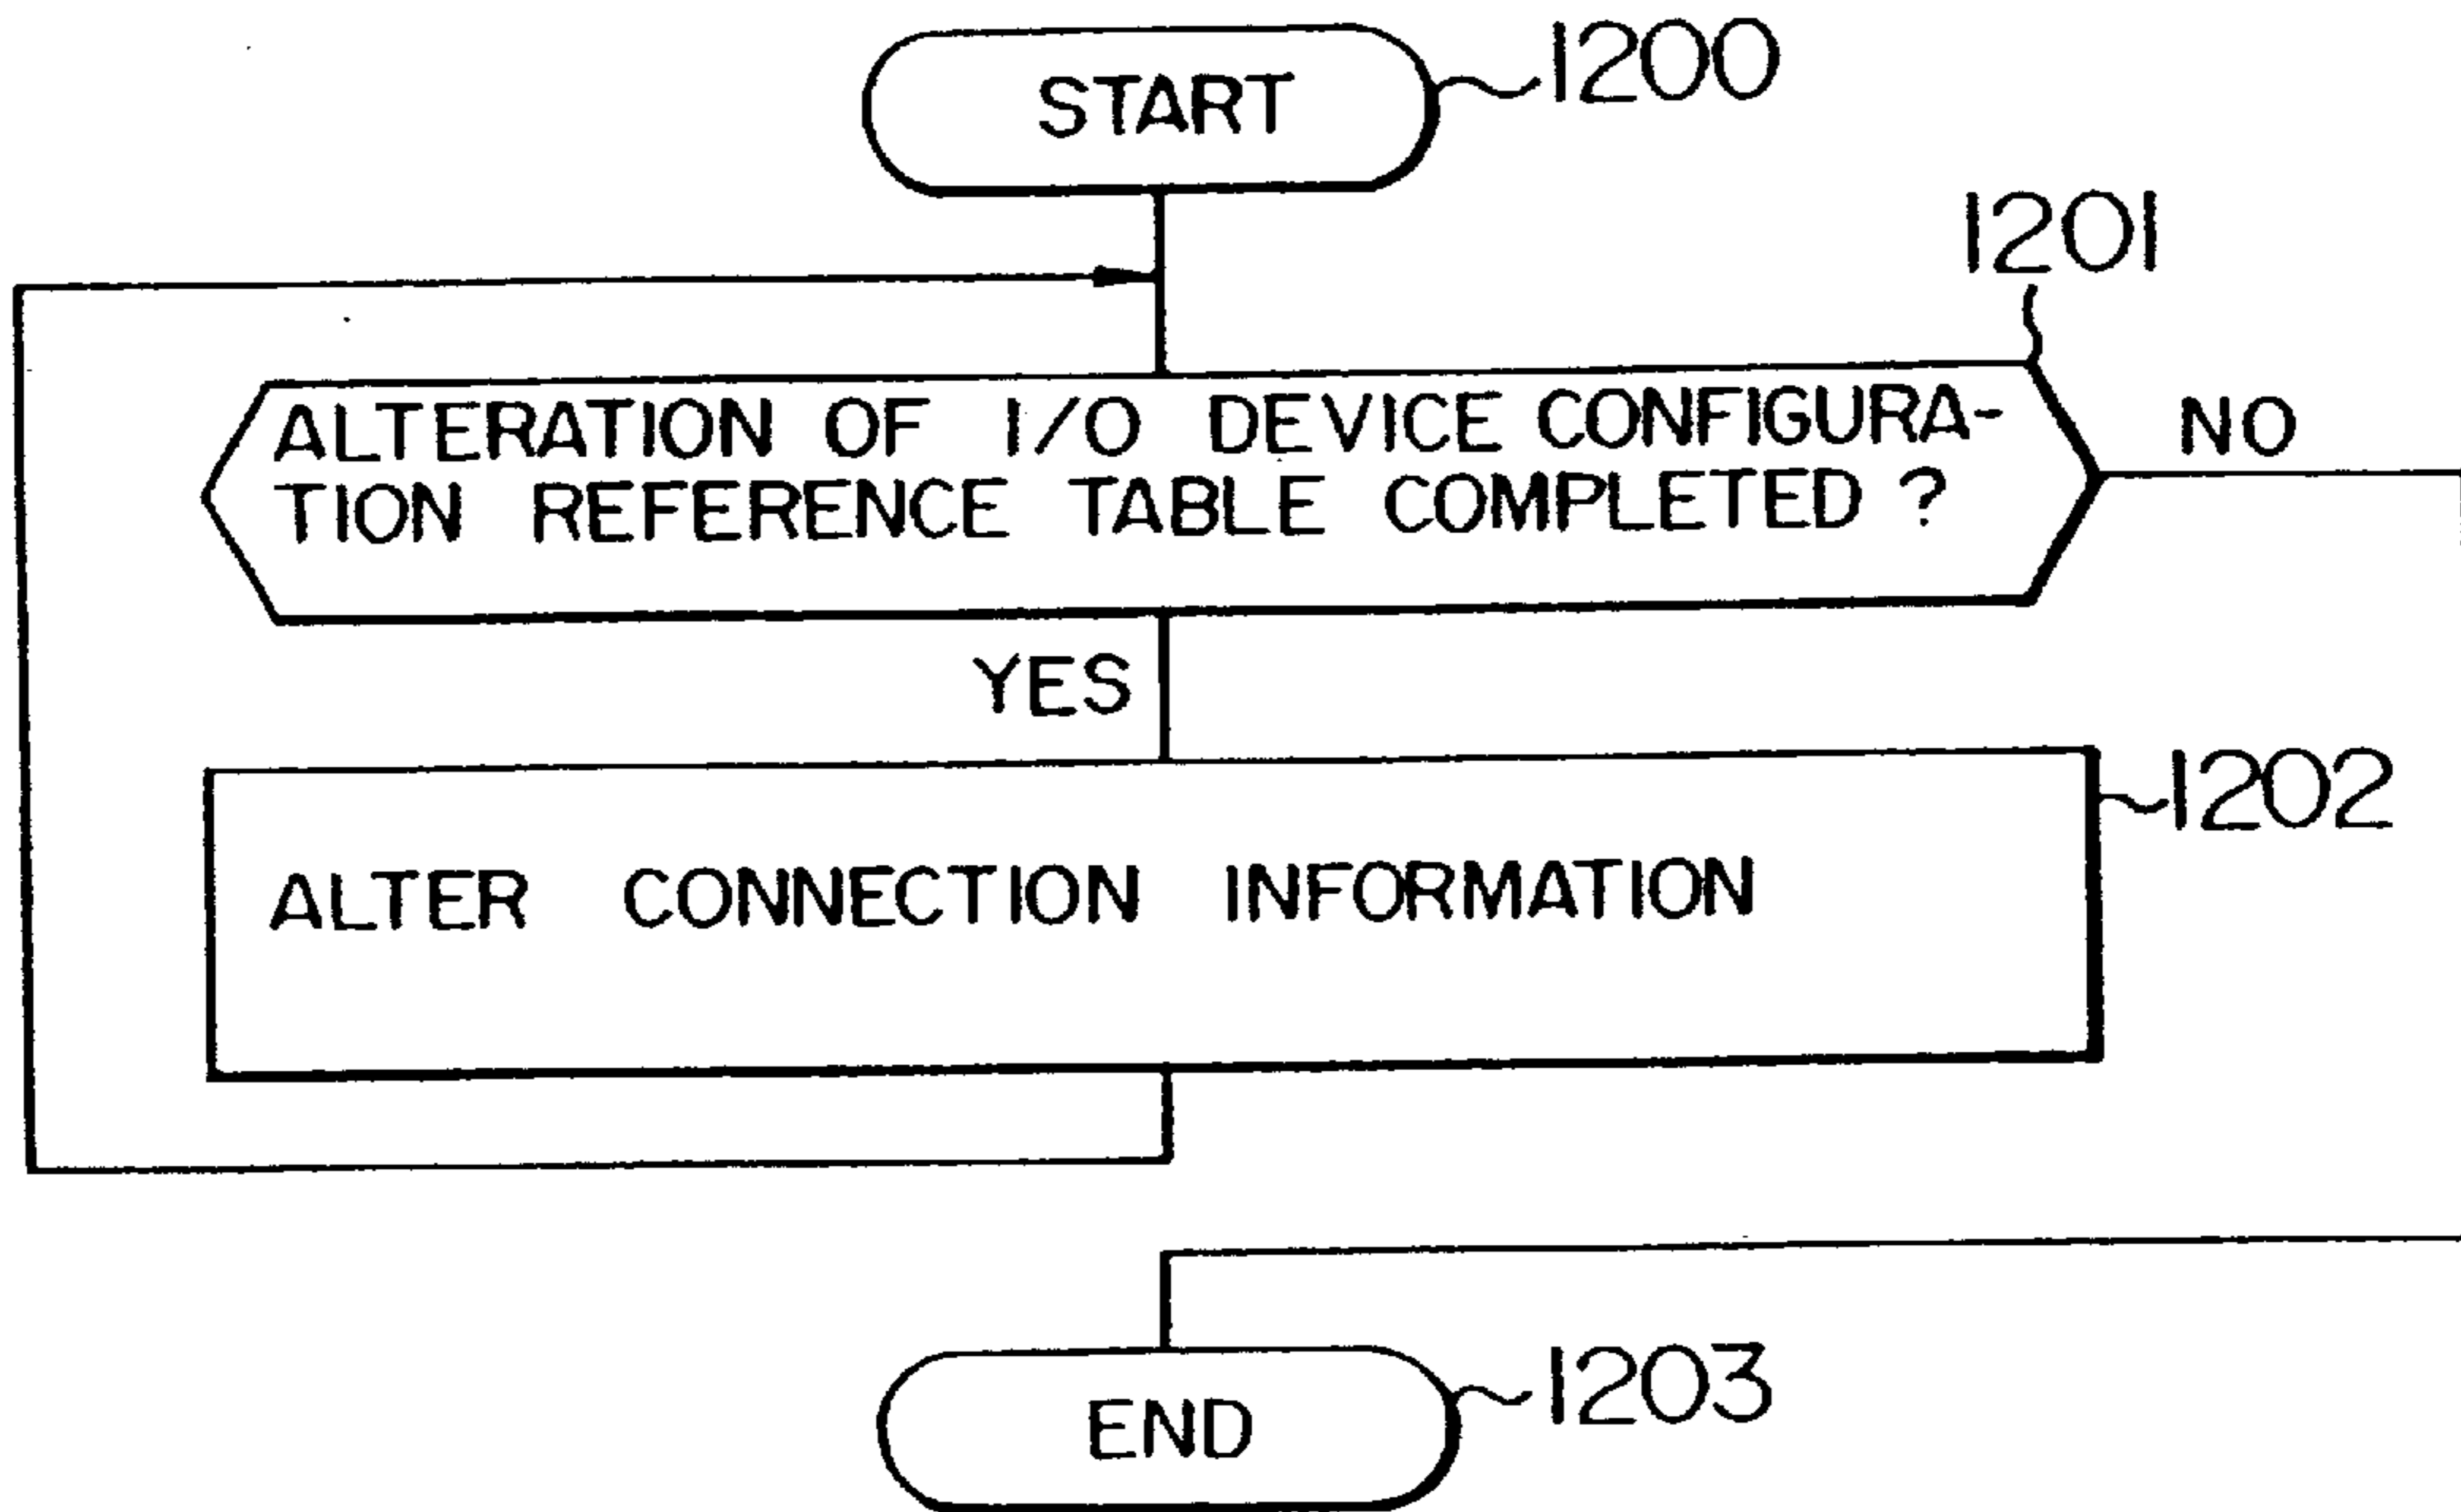 START
1200
1201
ALTERATION OF I/O DEVICE CONFIGURA-
TION REFERENCE TABLE COMPLETED ?
NO
YES
1202
ALTER CONNECTION INFORMATION
END
1203